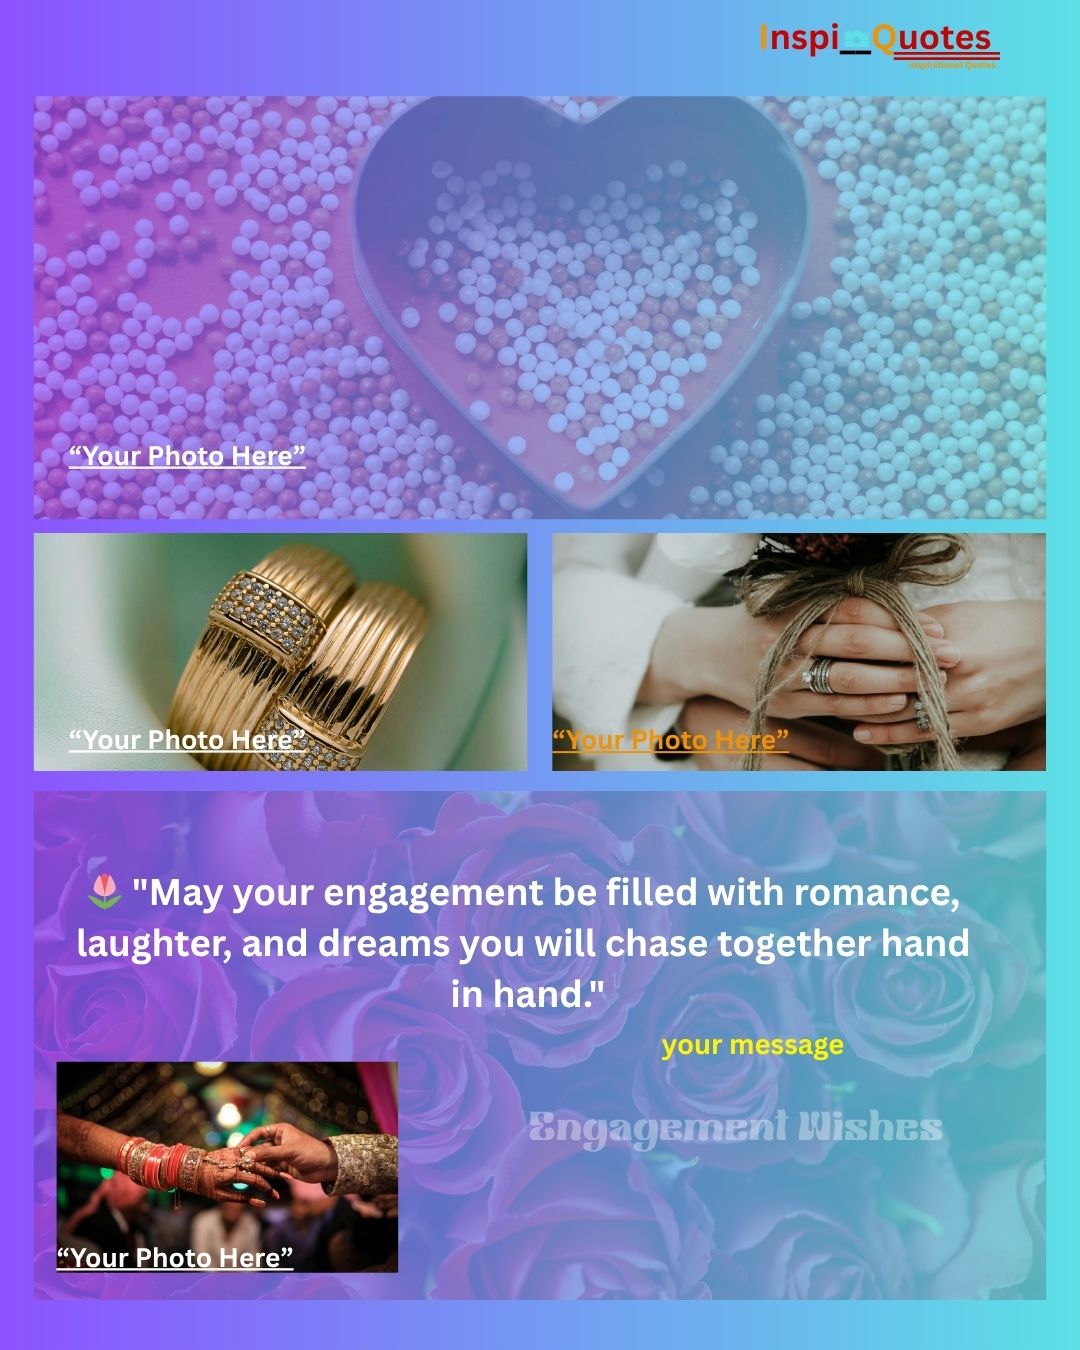 Inspi Quotes
Inspirational Quotes
“Your Photo Here”
“Your Photo Here”
“Your Photo Here”
🌷 "May your engagement be filled with romance,
laughter, and dreams you will chase together hand
in hand."
your message
Engagement Wishes
“Your Photo Here”